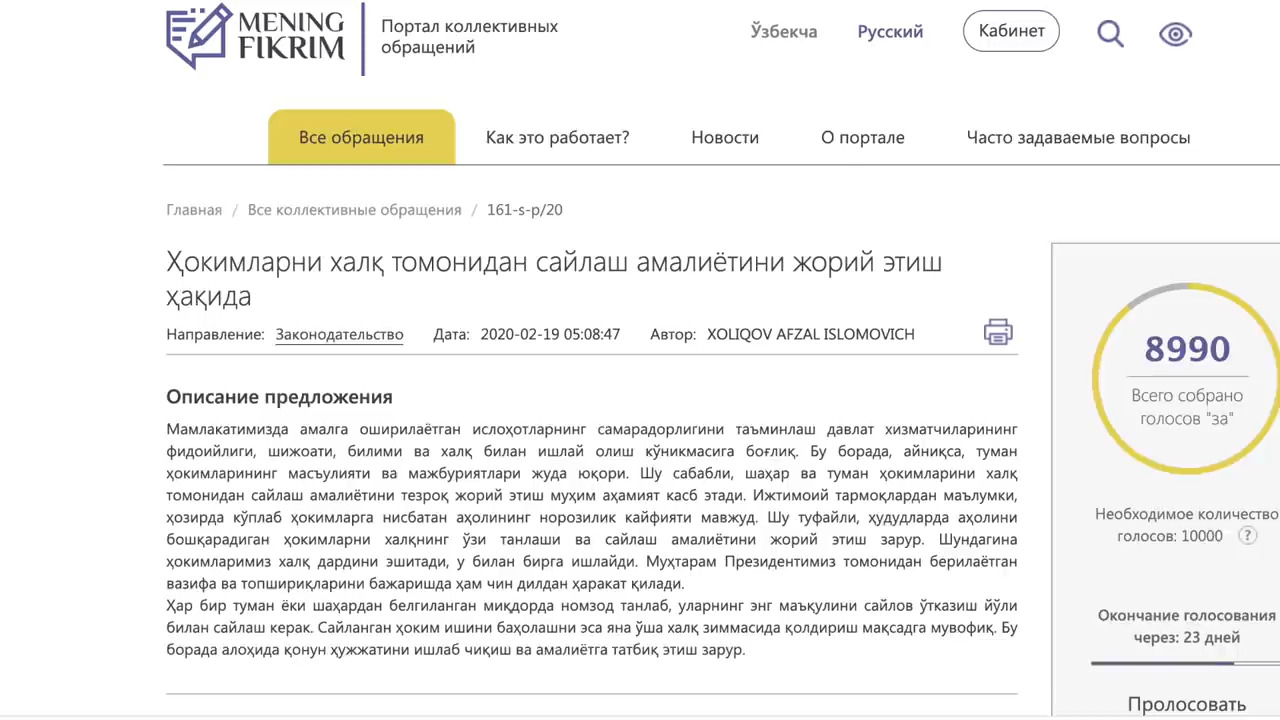 MENING
FIKRIM
Портал коллективных
обращений
Ўзбекча
Русский
Кабинет
Все обращения
Как это работает?
Новости
О портале
Часто задаваемые вопросы
Главная / Все коллективные обращения / 161-s-p/20
Ҳокимларни халқ томонидан сайлаш амалиётини жорий этиш
ҳақида
Направление: Законодательство Дата: 2020-02-19 05:08:47 Автор: XOLIQOV AFZAL ISLOMOVICH
Описание предложения
Мамлакатимизда амалга оширилаётган ислоҳотларнинг самарадорлигини таъминлаш давлат хизматчиларининг
фидойилиги, шижоати, билими ва халқ билан ишлай олиш кўникмасига боғлиқ. Бу борада, айниқса, туман
ҳокимларининг масъулияти ва мажбуриятлари жуда юқори. Шу сабабли, шаҳар ва туман ҳокимларини халқ
томонидан сайлаш амалиётини тезроқ жорий этиш муҳим аҳамият касб этади. Ижтимоий тармоқлардан маълумки,
ҳозирда кўплаб ҳокимларга нисбатан аҳолининг норозилик кайфияти мавжуд. Шу туфайли, ҳудудларда аҳолини
бошқарадиган ҳокимларни халқнинг ўзи танлаши ва сайлаш амалиётини жорий этиш зарур. Шундагина
ҳокимларимиз халқ дардини эшитади, у билан бирга ишлайди. Муҳтарам Президентимиз томонидан берилаётган
вазифа ва топшириқларини бажаришда ҳам чин дилдан ҳаракат қилади.
Ҳар бир туман ёки шаҳардан белгиланган миқдорда номзод танлаб, уларнинг энг маъқулини сайлов ўтказиш йўли
билан сайлаш керак. Сайланган ҳоким ишини баҳолашни эса яна ўша халқ зиммасида қолдириш мақсадга мувофиқ. Бу
борада алоҳида қонун ҳужжатини ишлаб чиқиш ва амалиётга татбиқ этиш зарур.
8990
Всего собрано
голосов "за"
Необходимое количество
голосов: 10000 ?
Окончание голосования
через: 23 дней
Пролосовать